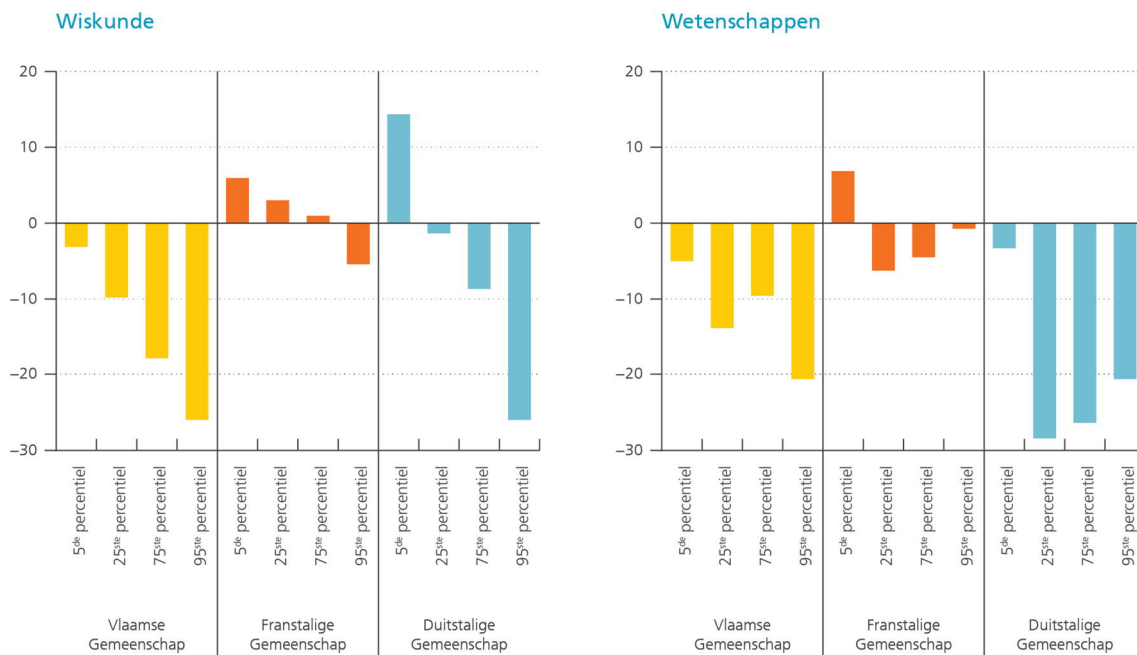 Wiskunde
20
10
0
−10
−20
−30
5de percentiel
25ste percentiel
75ste percentiel
95ste percentiel
5de percentiel
25ste percentiel
75ste percentiel
95ste percentiel
5de percentiel
25ste percentiel
75ste percentiel
95ste percentiel
Vlaamse
Gemeenschap
Franstalige
Gemeenschap
Duitstalige
Gemeenschap
Wetenschappen
20
10
0
−10
−20
−30
5de percentiel
25ste percentiel
75ste percentiel
95ste percentiel
5de percentiel
25ste percentiel
75ste percentiel
95ste percentiel
5de percentiel
25ste percentiel
75ste percentiel
95ste percentiel
Vlaamse
Gemeenschap
Franstalige
Gemeenschap
Duitstalige
Gemeenschap